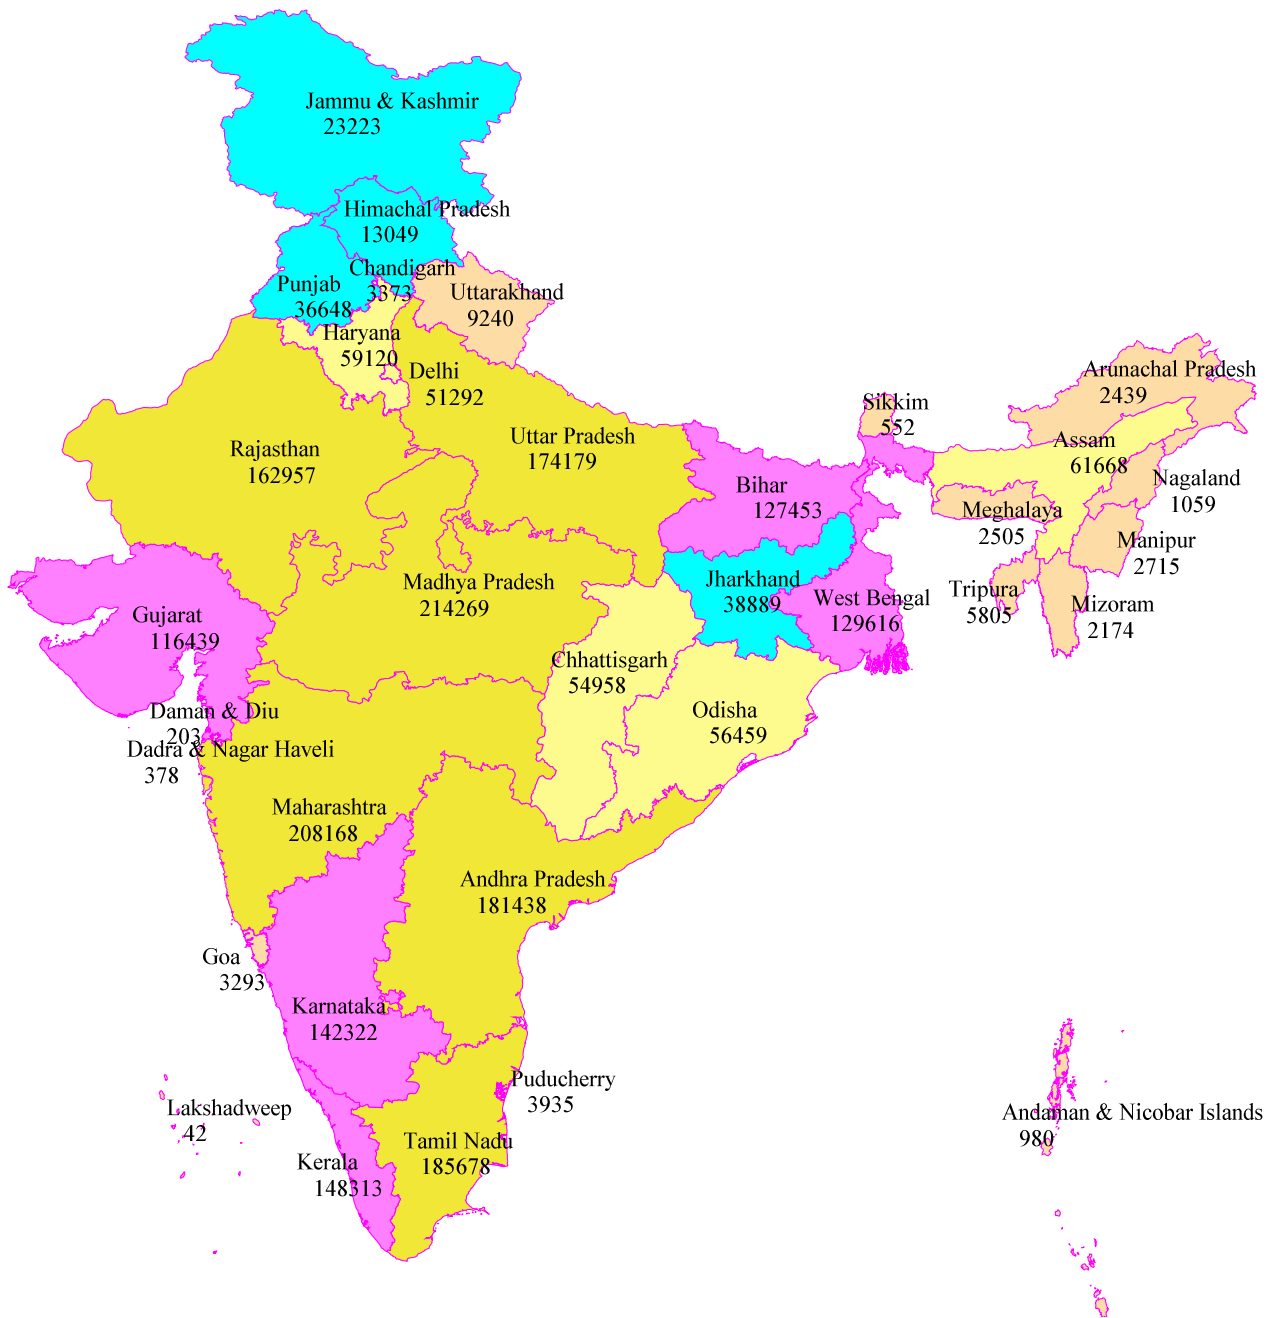 Jammu & Kashmir
23223
Himachal Pradesh
13049
Chandigarh
3373
Punjab
36648
Uttarakhand
9240
Haryana
59120
Delhi
51292
Arunachal Pradesh
2439
Sikkim
552
Rajasthan
162957
Uttar Pradesh
174179
Assam
61668
Bihar
127453
Nagaland
1059
Meghalaya
2505
Manipur
2715
Madhya Pradesh
214269
Jharkhand
38889
Tripura
5805
West Bengal
129616
Mizoram
2174
Gujarat
116439
Chhattisgarh
54958
Odisha
56459
Daman & Diu
203
Dadra & Nagar Haveli
378
Maharashtra
208168
Andhra Pradesh
181438
Goa
3293
Karnataka
142322
Puducherry
3935
Lakshadweep
42
Andaman & Nicobar Islands
980
Tamil Nadu
185678
Kerala
148313